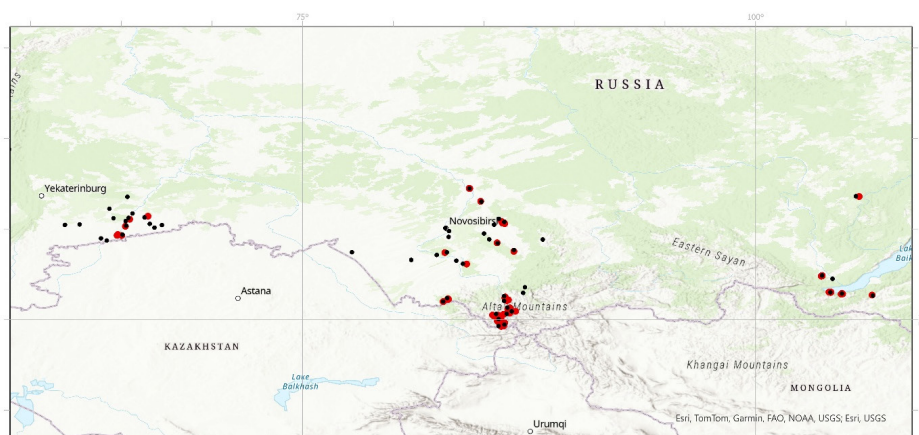 75°
100°
RUSSIA
Yekaterinburg
Novosibirs
Eastern Sayan
Astana
Altai Mountains
KAZAKHSTAN
Khangai Mountains
Lake
Balkhash
MONGOLIA
Esri, TomTom, Garmin, FAO, NOAA, USGS; Esri, USGS
Urumqi